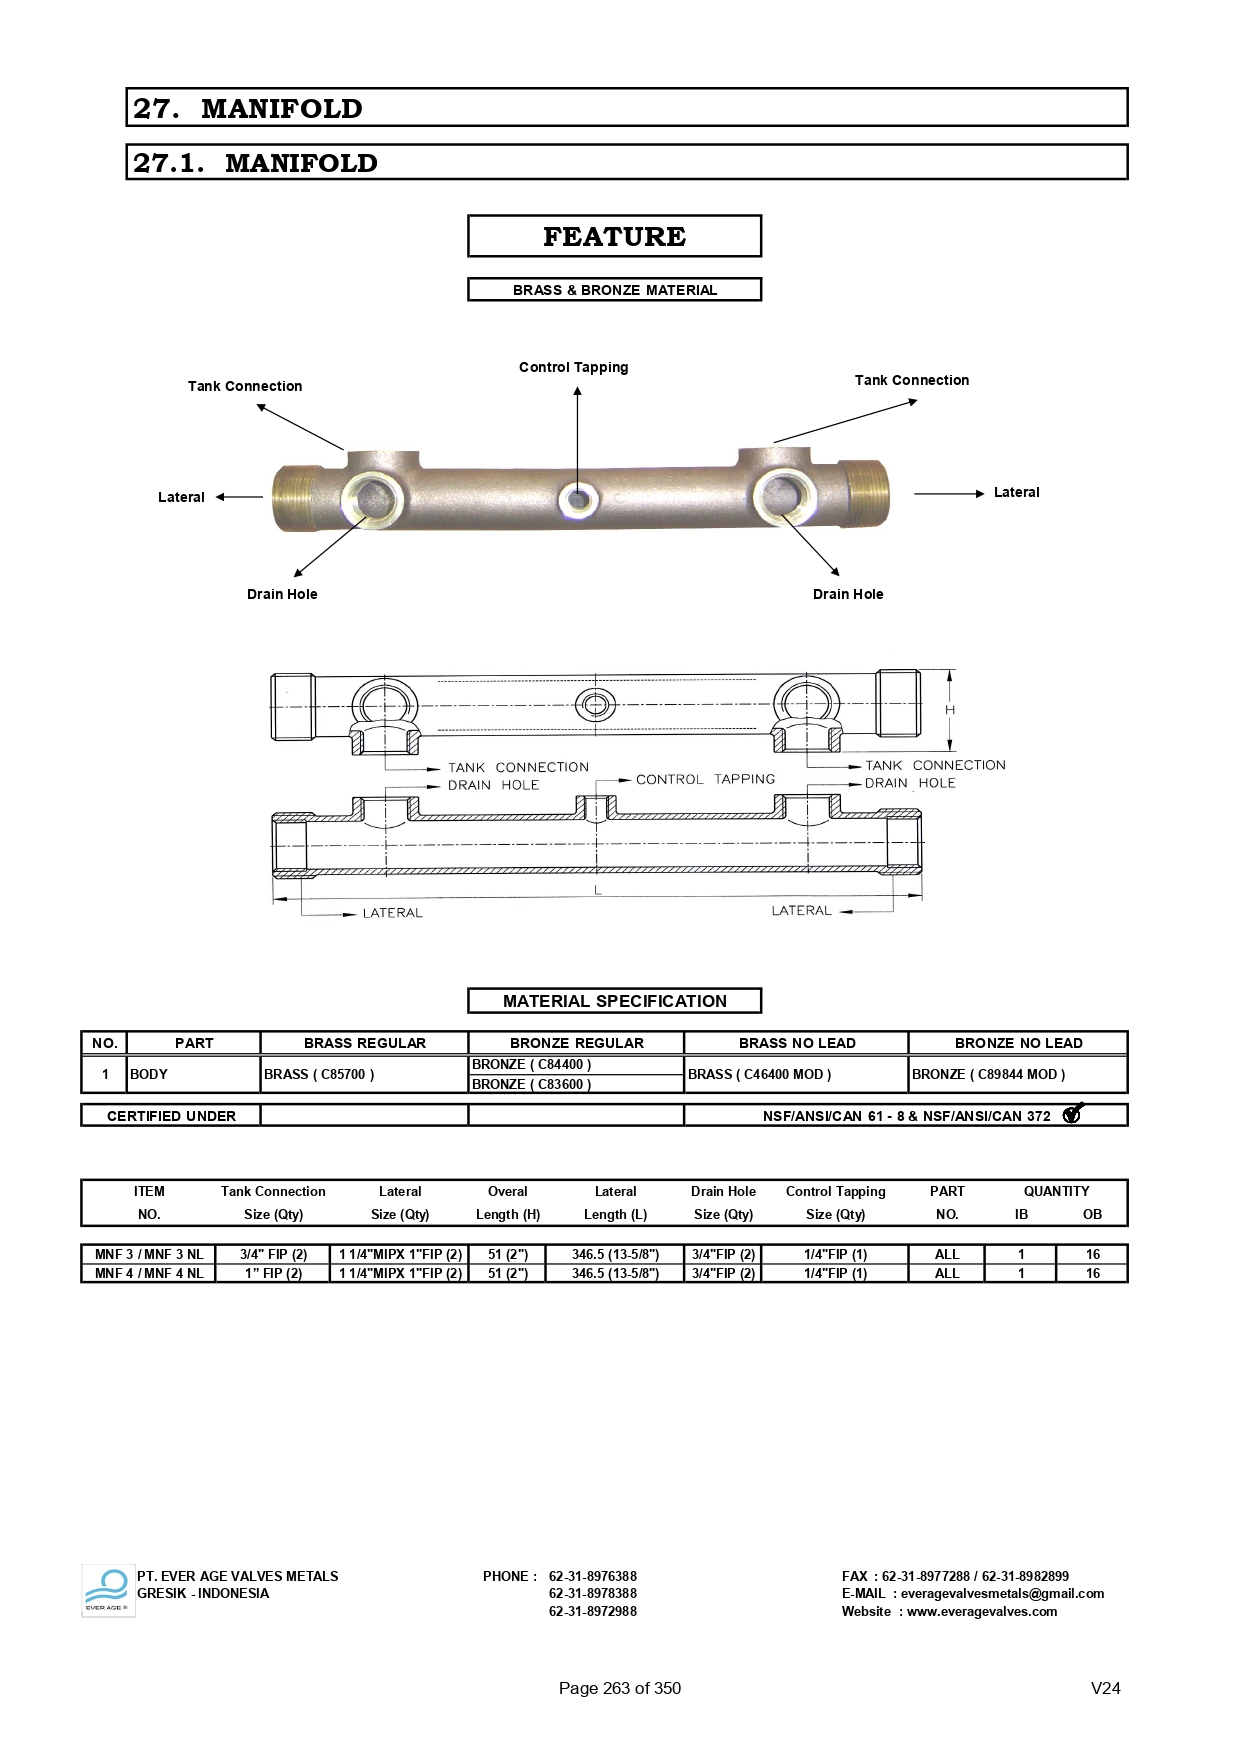 27. MANIFOLD
27.1. MANIFOLD
FEATURE
BRASS & BRONZE MATERIAL
Control Tapping
Tank Connection
Tank Connection
Lateral
Lateral
Drain Hole
Drain Hole
H
TANK CONNECTION
TANK CONNECTION
DRAIN HOLE
CONTROL TAPPING
DRAIN HOLE
L
LATERAL
LATERAL
MATERIAL SPECIFICATION
NO. PART BRASS REGULAR BRONZE REGULAR BRASS NO LEAD BRONZE NO LEAD
1 BODY BRASS ( C85700 ) BRONZE ( C84400 ) BRASS ( C46400 MOD ) BRONZE ( C89844 MOD )
BRONZE ( C83600 )
CERTIFIED UNDER NSF/ANSI/CAN 61 - 8 & NSF/ANSI/CAN 372
ITEM Tank Connection Lateral Overal Lateral Drain Hole Control Tapping PART QUANTITY
NO. Size (Qty) Size (Qty) Length (H) Length (L) Size (Qty) Size (Qty) NO. IB OB
MNF 3 / MNF 3 NL 3/4" FIP (2) 1 1/4"MIPX 1"FIP (2) 51 (2") 346.5 (13-5/8") 3/4"FIP (2) 1/4"FIP (1) ALL 1 16
MNF 4 / MNF 4 NL 1” FIP (2) 1 1/4"MIPX 1"FIP (2) 51 (2") 346.5 (13-5/8") 3/4"FIP (2) 1/4"FIP (1) ALL 1 16
EVER AGE ®
PT. EVER AGE VALVES METALS PHONE : 62-31-8976388 FAX : 62-31-8977288 / 62-31-8982899
GRESIK - INDONESIA 62-31-8978388 E-MAIL : everagevalvesmetals@gmail.com
62-31-8972988 Website : www.everagevalves.com
Page 263 of 350 V24